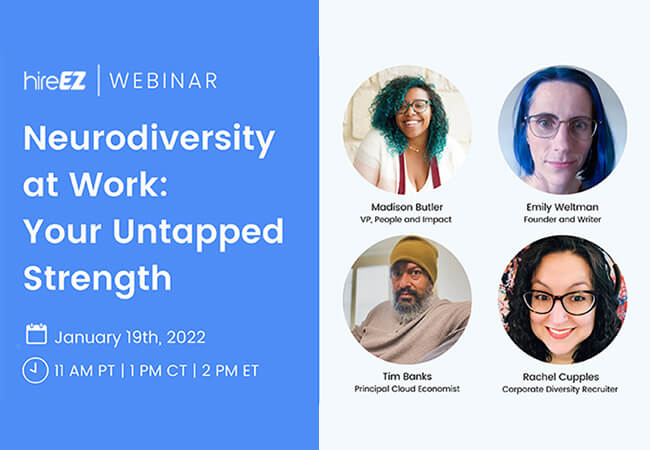 hireEZ | WEBINAR
Neurodiversity
at Work:
Your Untapped
Strength
January 19th, 2022
11 AM PT | 1 PM CT | 2 PM ET
Madison Butler
VP, People and Impact
Emily Weltman
Founder and Writer
Tim Banks
Principal Cloud Economist
Rachel Cupples
Corporate Diversity Recruiter